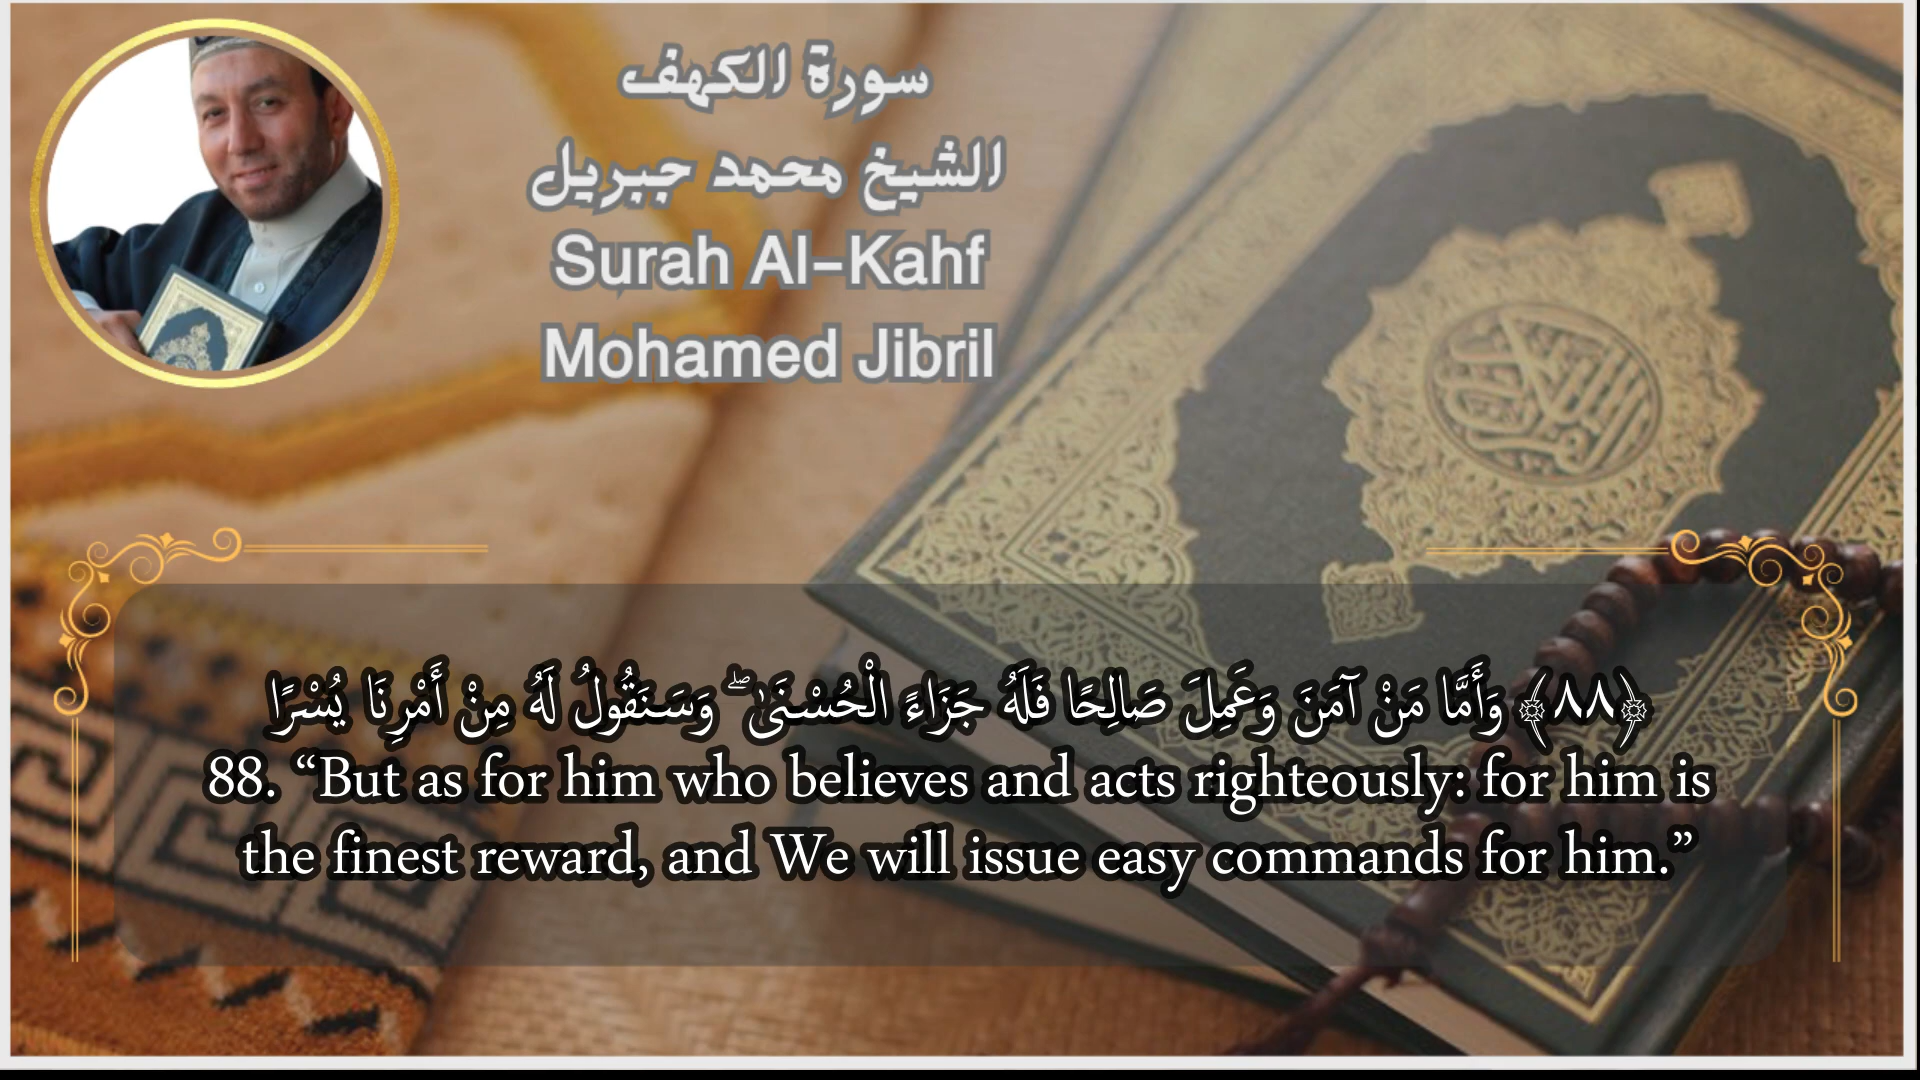 سورة الكهف
الشيخ محمد جبريل
Surah Al-Kahf
Mohamed Jibril
القرآن الكريم
﴿٨٨﴾ وَأَمَّا مَنْ آمَنَ وَعَمِلَ صَالِحًا فَلَهُ جَزَاءً الْحُسْنَىٰ ۖ وَسَنَقُولُ لَهُ مِنْ أَمْرِنَا يُسْرًا
88. “But as for him who believes and acts righteously: for him is
the finest reward, and We will issue easy commands for him.”